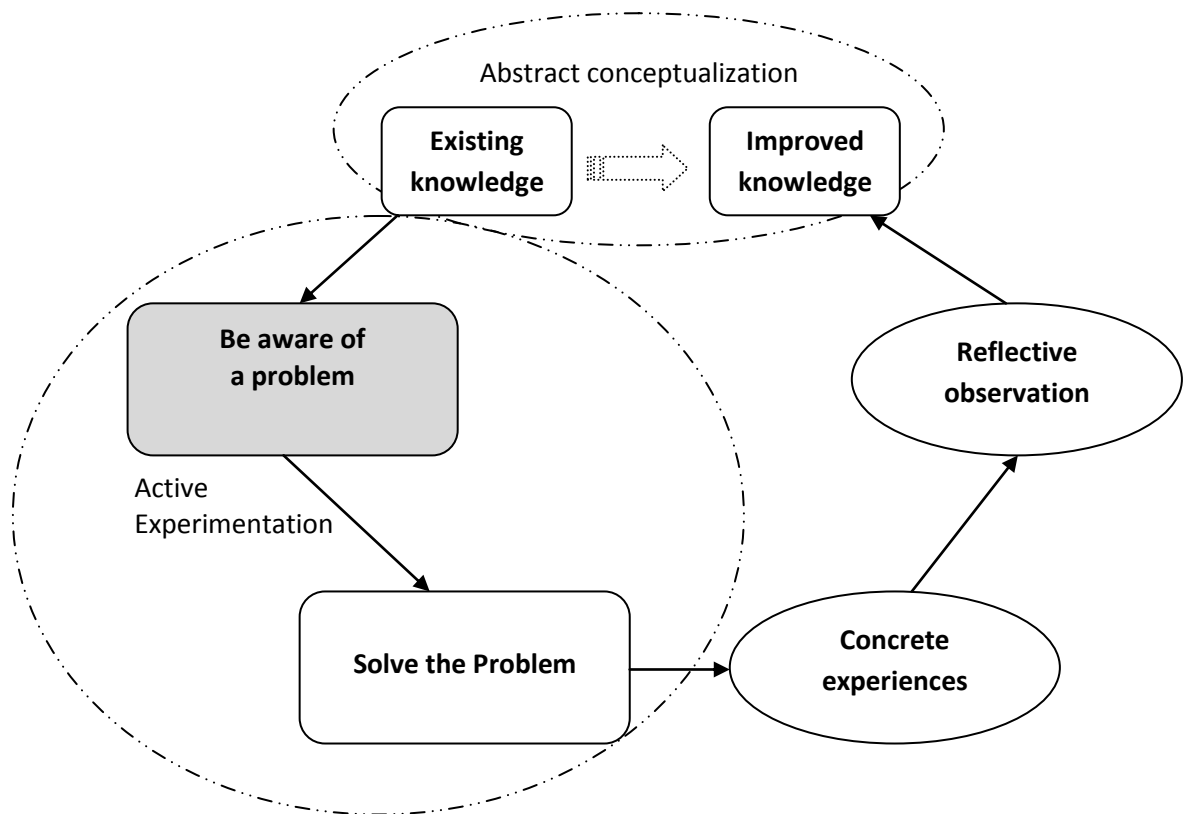 Abstract conceptualization
Existing
knowledge
Improved
knowledge
Be aware of
a problem
Reflective
observation
Active
Experimentation
Solve the Problem
Concrete
experiences